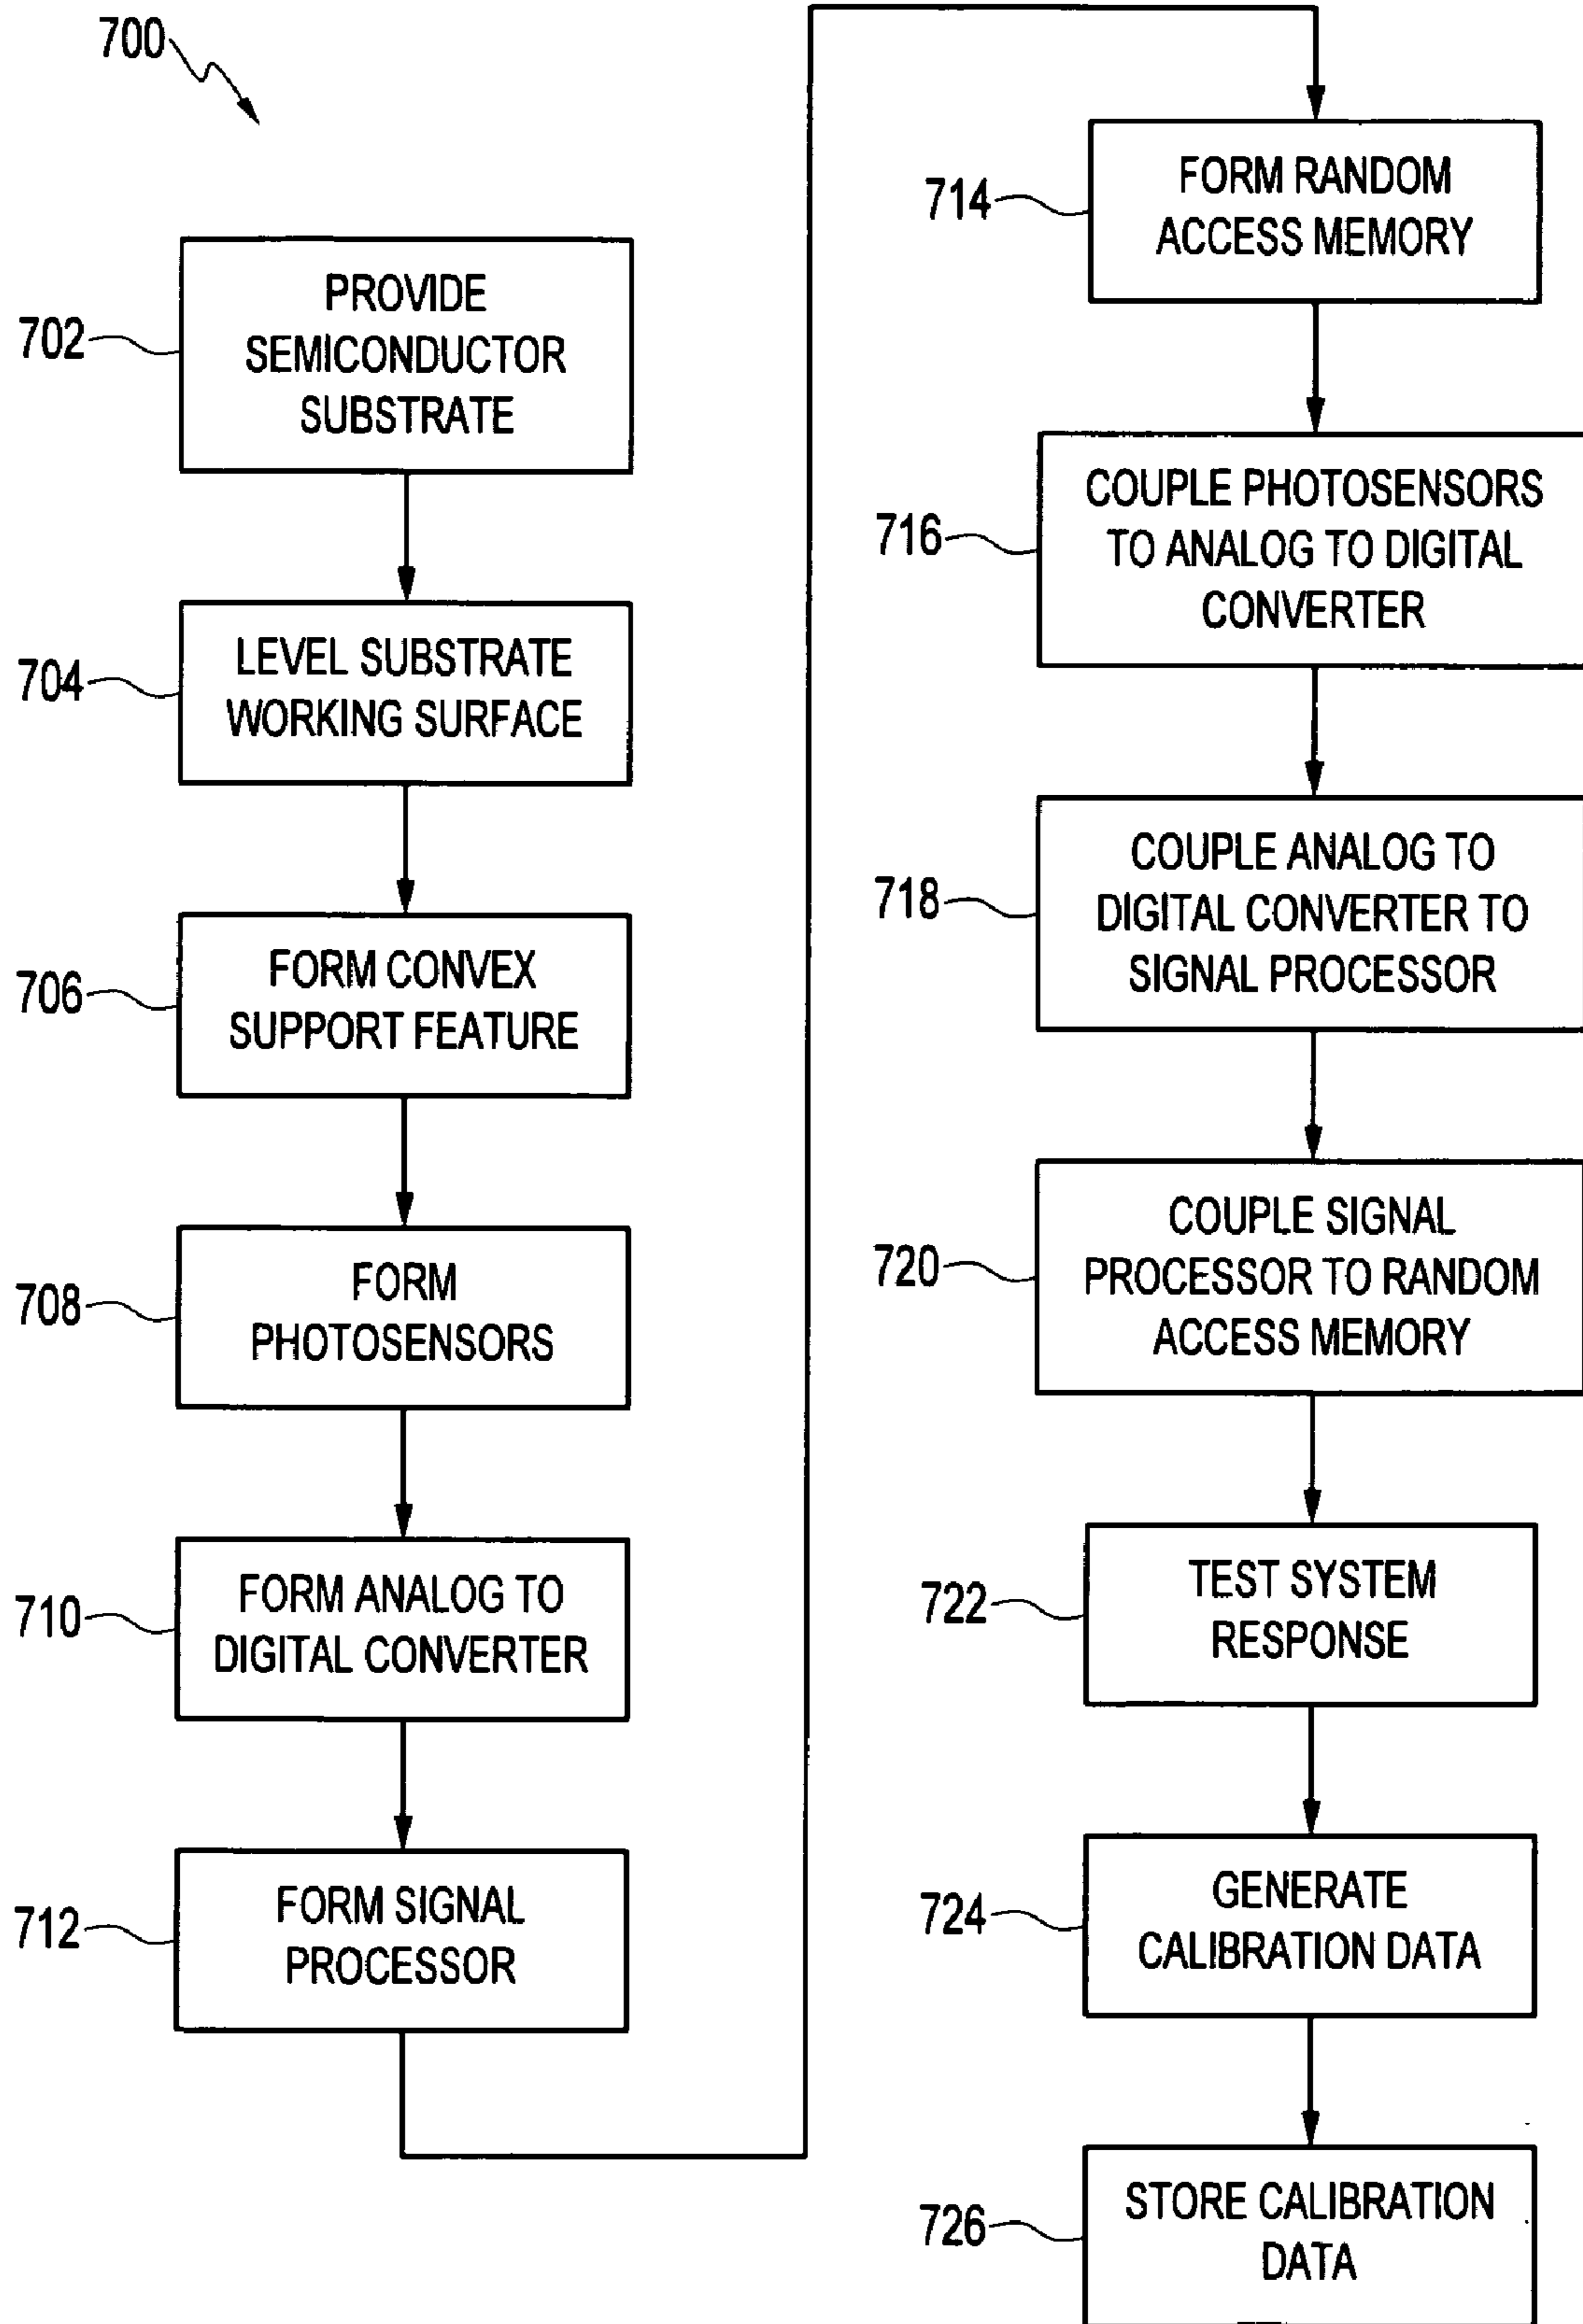 700
702
PROVIDE
SEMICONDUCTOR
SUBSTRATE
704
LEVEL SUBSTRATE
WORKING SURFACE
706
FORM CONVEX
SUPPORT FEATURE
708
FORM
PHOTOSENSORS
710
FORM ANALOG TO
DIGITAL CONVERTER
712
FORM SIGNAL
PROCESSOR
714
FORM RANDOM
ACCESS MEMORY
716
COUPLE PHOTOSENSORS
TO ANALOG TO DIGITAL
CONVERTER
718
COUPLE ANALOG TO
DIGITAL CONVERTER TO
SIGNAL PROCESSOR
720
COUPLE SIGNAL
PROCESSOR TO RANDOM
ACCESS MEMORY
722
TEST SYSTEM
RESPONSE
724
GENERATE
CALIBRATION DATA
726
STORE CALIBRATION
DATA